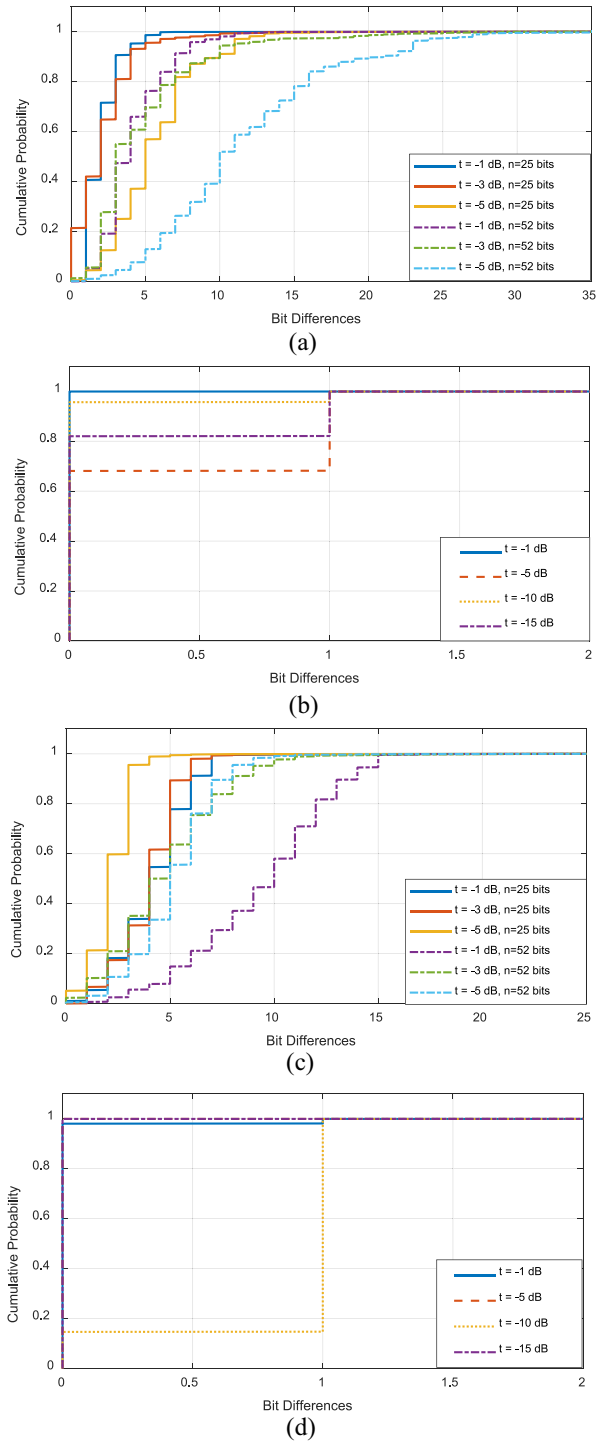 1
0.8
0.6
0.4
0.2
0
Cumulative Probability
t = -1 dB, n=25 bits
t = -3 dB, n=25 bits
t = -5 dB, n=25 bits
t = -1 dB, n=52 bits
t = -3 dB, n=52 bits
t = -5 dB, n=52 bits
0 5 10 15 20 25 30 35
Bit Differences
(a)
1
0.8
0.6
0.4
0.2
0
Cumulative Probability
t = -1 dB
t = -5 dB
t = -10 dB
t = -15 dB
0 0.5 1 1.5 2
Bit Differences
(b)
1
0.8
0.6
0.4
0.2
0
Cumulative Probability
t = -1 dB, n=25 bits
t = -3 dB, n=25 bits
t = -5 dB, n=25 bits
t = -1 dB, n=52 bits
t = -3 dB, n=52 bits
t = -5 dB, n=52 bits
0 5 10 15 20 25
Bit Differences
(c)
1
0.8
0.6
0.4
0.2
0
Cumulative Probability
t = -1 dB
t = -5 dB
t = -10 dB
t = -15 dB
0 0.5 1 1.5 2
Bit Differences
(d)